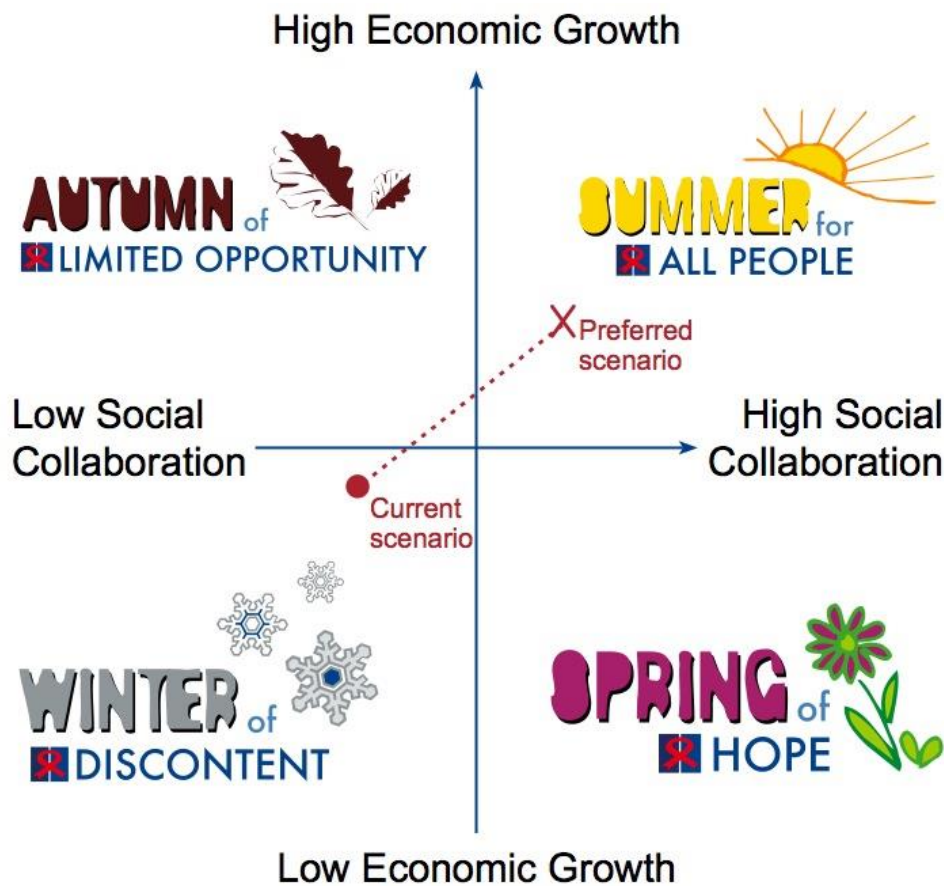 High Economic Growth
AUTUMN of
LIMITED OPPORTUNITY
SUMMER for
ALL PEOPLE
Preferred
scenario
Low Social
Collaboration
High Social
Collaboration
Current
scenario
WINTER of
DISCONTENT
SPRING of
HOPE
Low Economic Growth